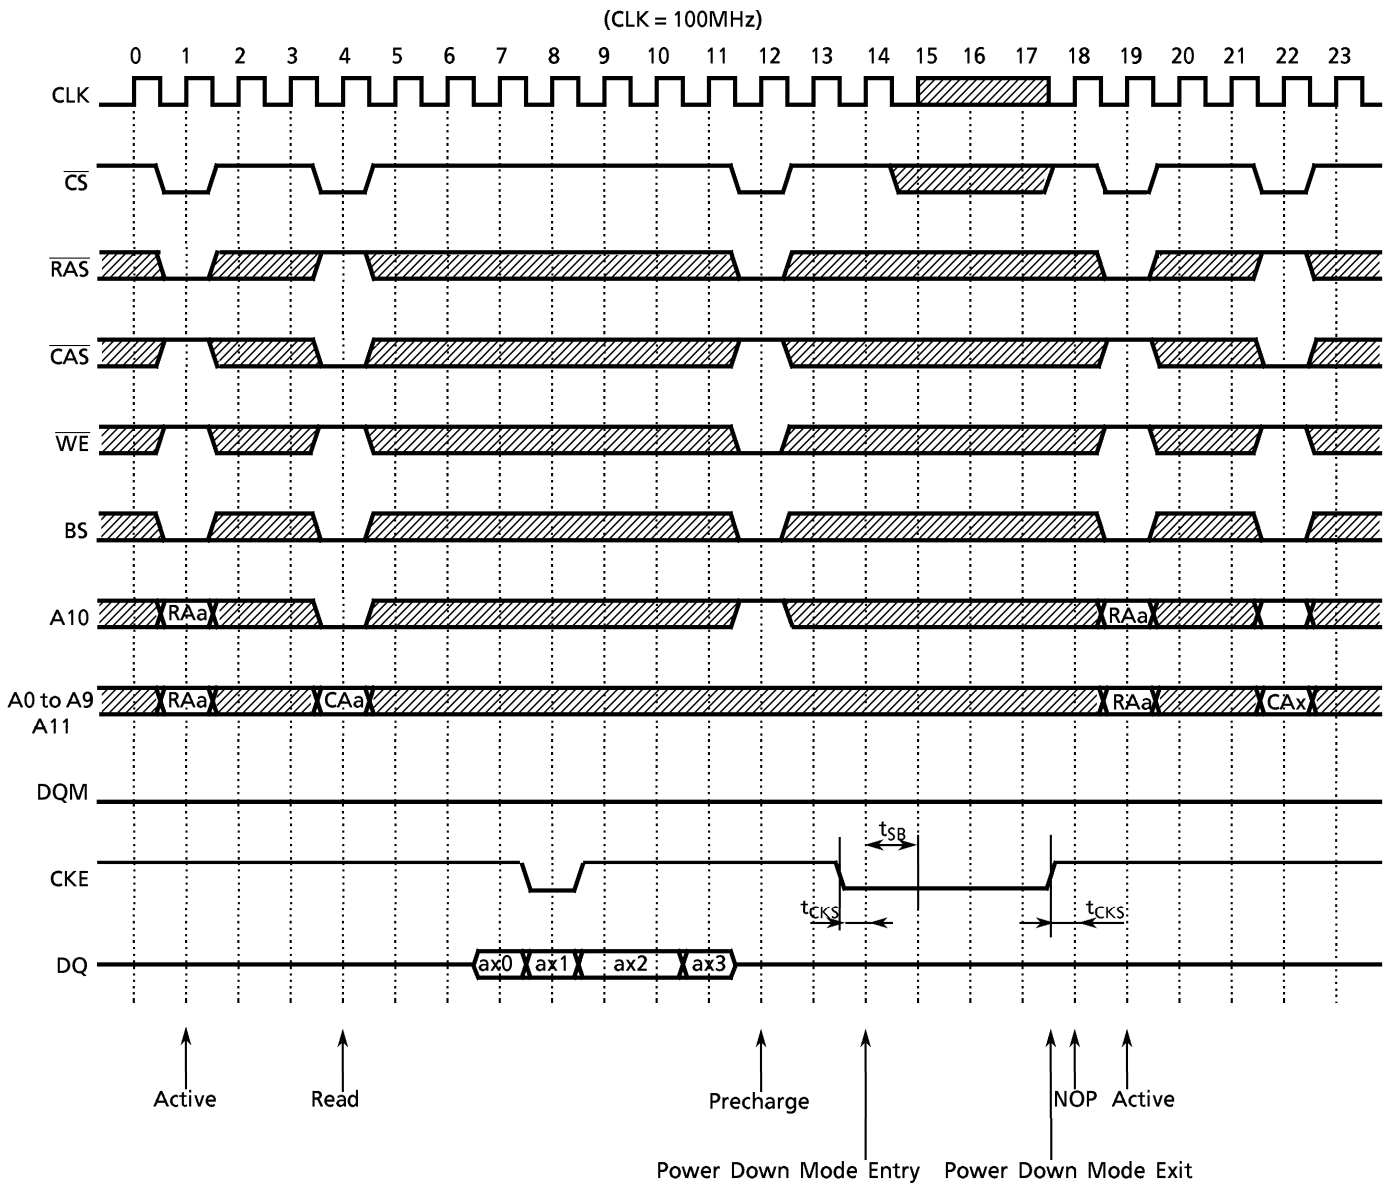 (CLK = 100MHz)
0 1 2 3 4 5 6 7 8 9 10 11 12 13 14 15 16 17 18 19 20 21 22 23
CLK
CS
RAS
CAS
WE
BS
A10 RAa RAa
A0 to A9 RAa CAa RAa CAx
A11
DQM
tSB
CKE
tCKS tCKS
DQ ax0 ax1 ax2 ax3
Active Read Precharge NOP Active
Power Down Mode Entry Power Down Mode Exit